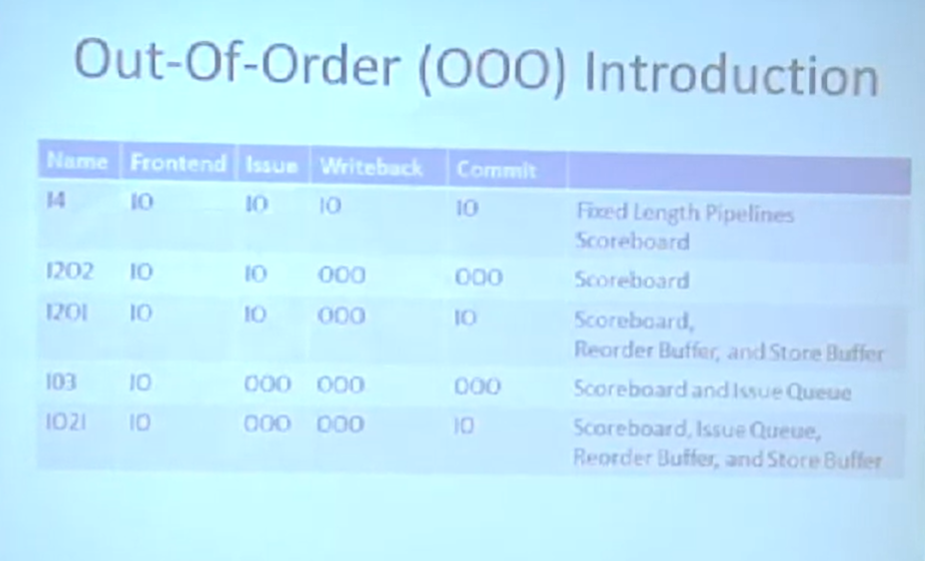 Out-Of-Order (OOO) Introduction
Name Frontend Issue Writeback Commit
I4 IO IO IO IO Fixed Length Pipelines
Scoreboard
I2O2 IO IO OOO OOO Scoreboard
I2OI IO IO OOO IO Scoreboard,
Reorder Buffer, and Store Buffer
IO3 IO OOO OOO OOO Scoreboard and Issue Queue
IO2I IO OOO OOO IO Scoreboard, Issue Queue,
Reorder Buffer, and Store Buffer